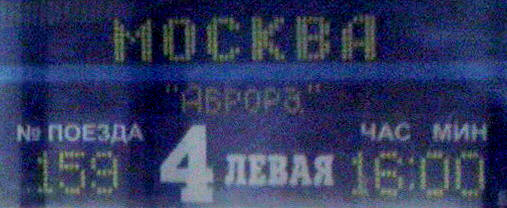 МОСКВА
"Аврора"
№ ПОЕЗДА ЧАС МИН
159 4 ЛЕВАЯ 16:00